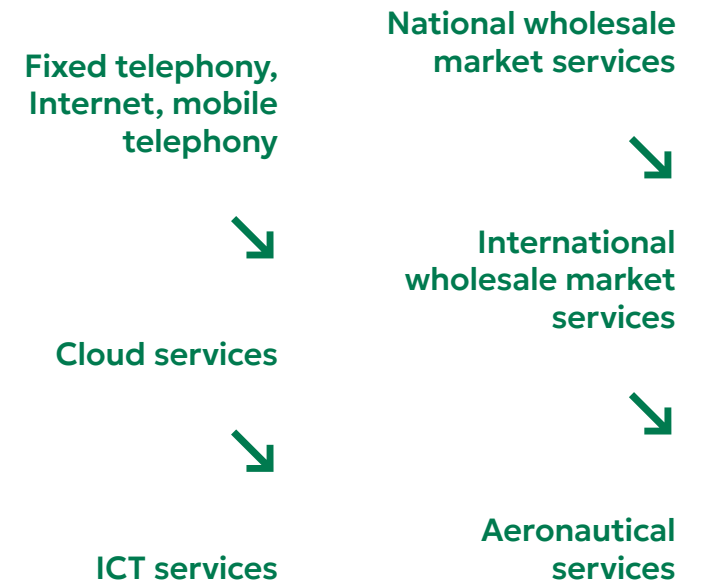 Fixed telephony,
Internet, mobile
telephony
Cloud services
ICT services
National wholesale
market services
International
wholesale market
services
Aeronautical
services